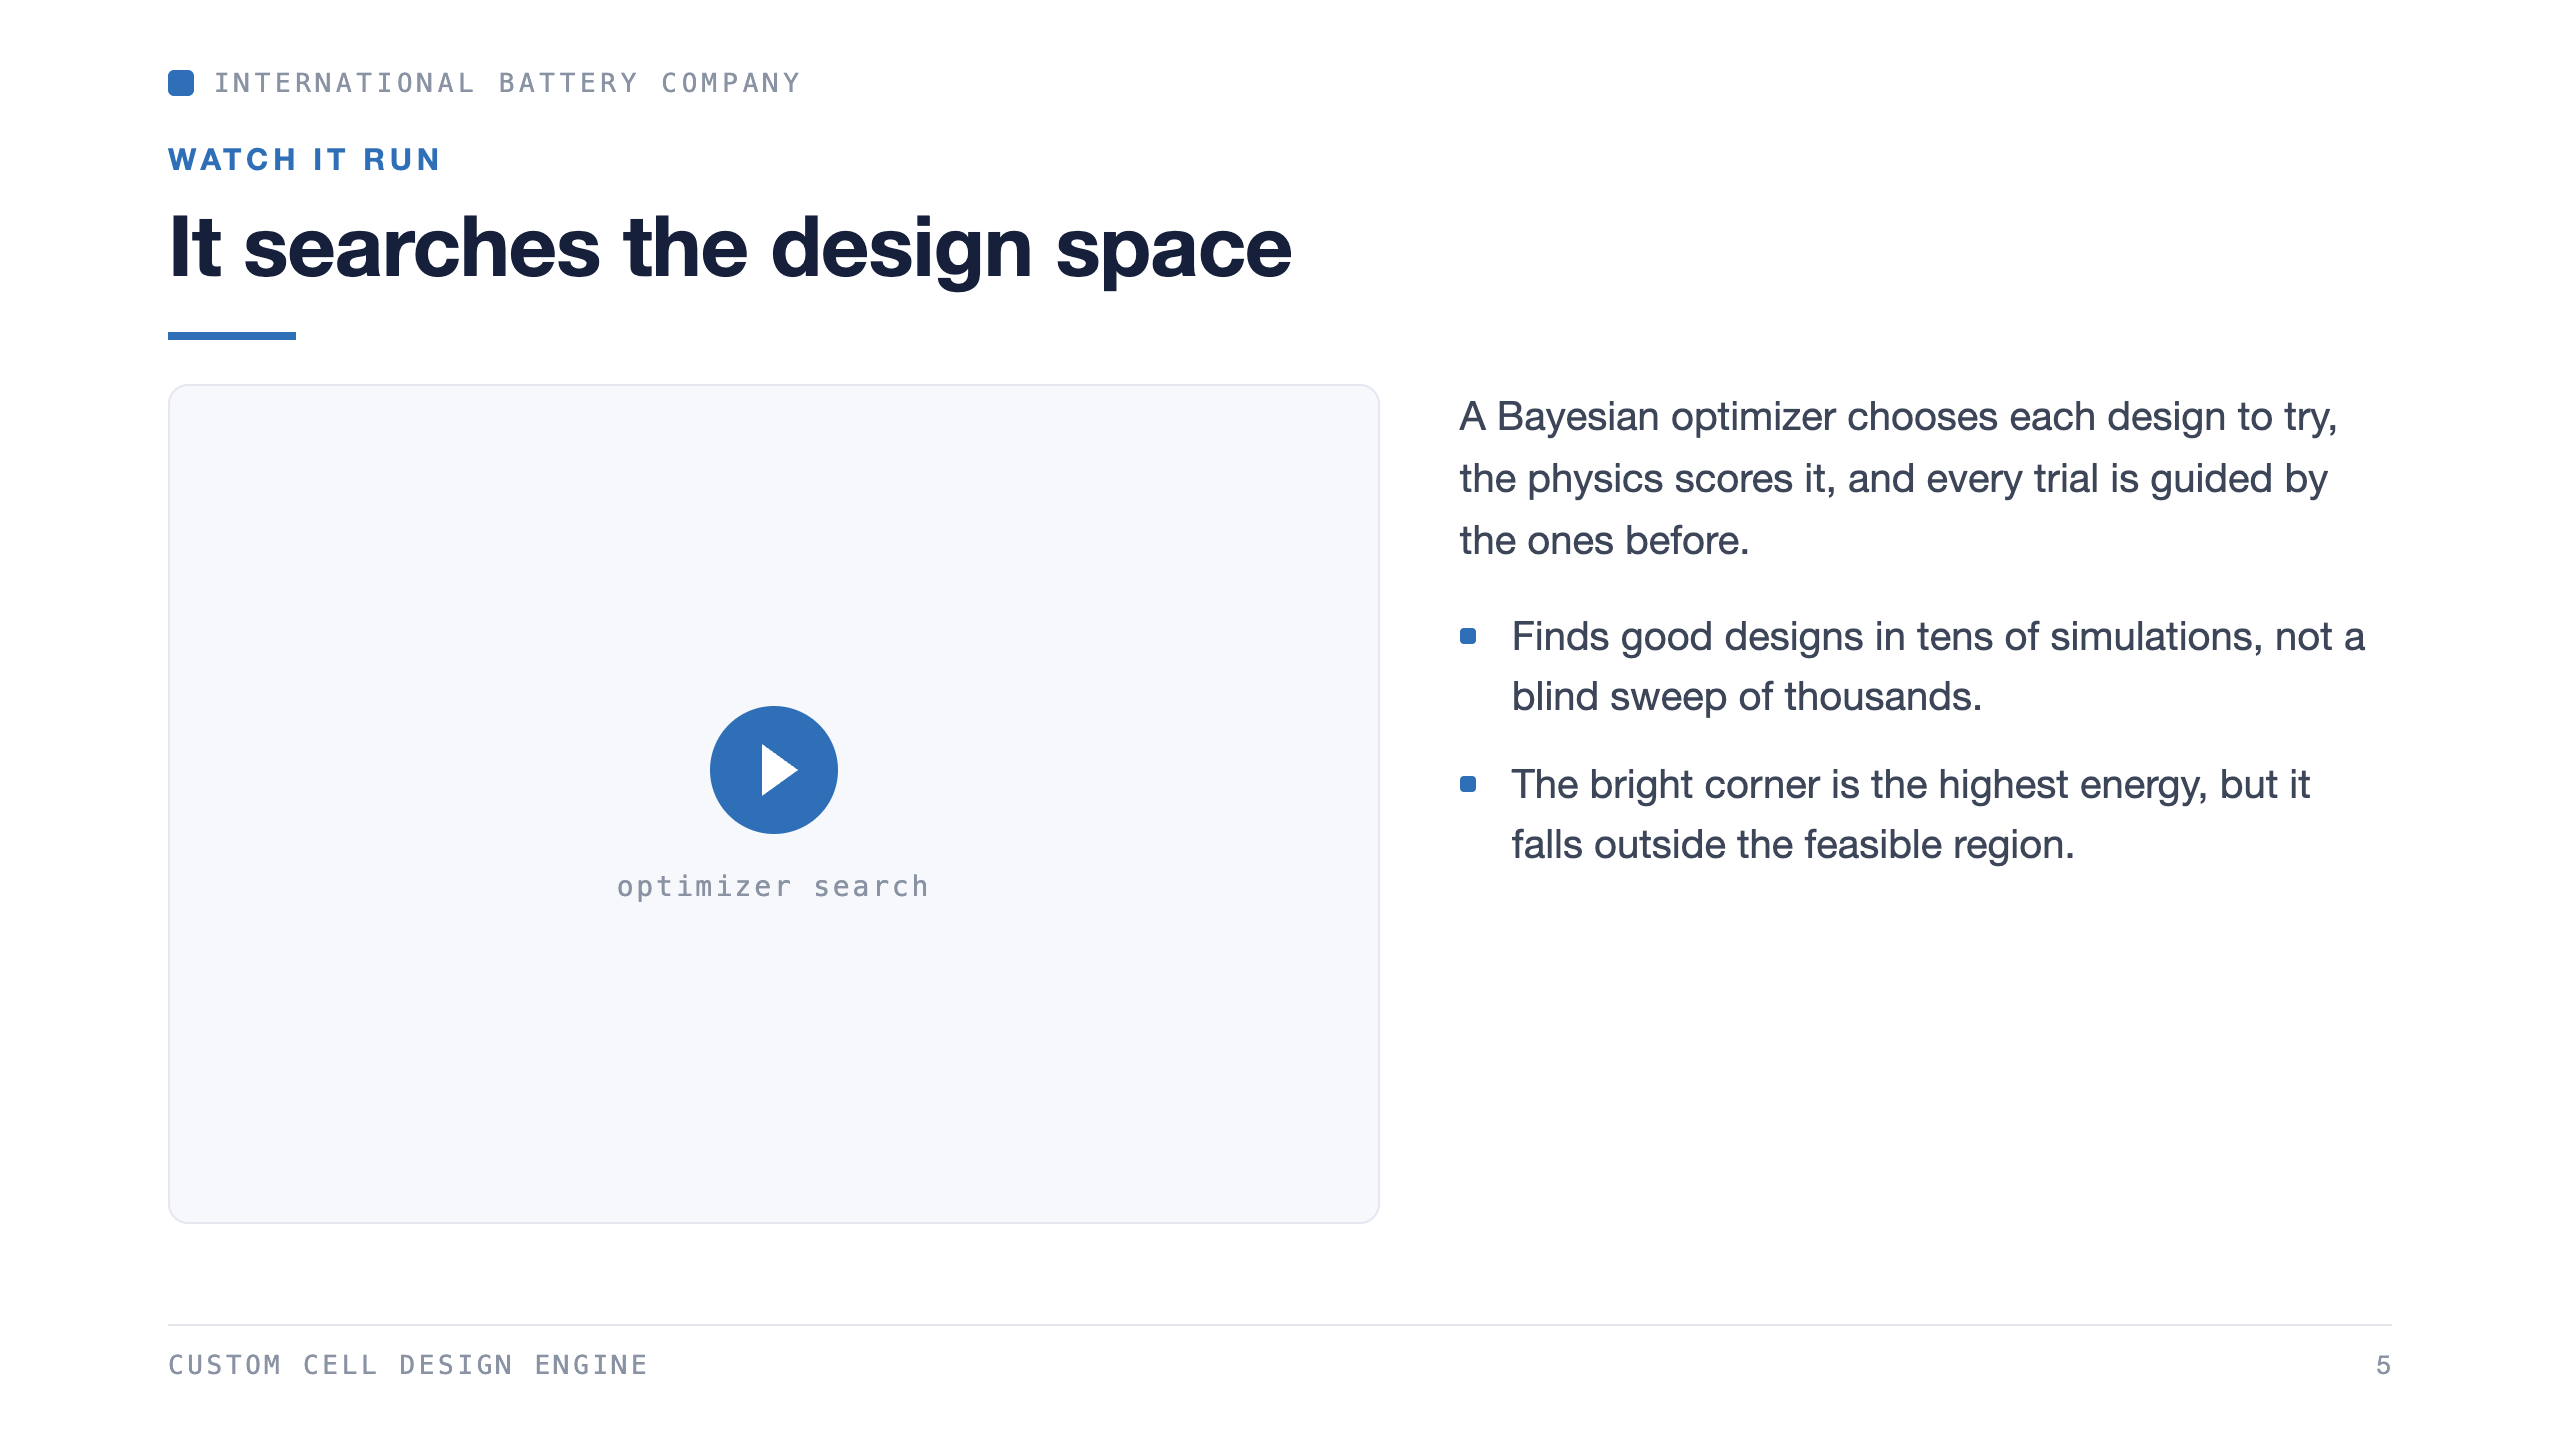 INTERNATIONAL BATTERY COMPANY
WATCH IT RUN
It searches the design space
optimizer search
A Bayesian optimizer chooses each design to try,
the physics scores it, and every trial is guided by
the ones before.
Finds good designs in tens of simulations, not a
blind sweep of thousands.
The bright corner is the highest energy, but it
falls outside the feasible region.
CUSTOM CELL DESIGN ENGINE
5